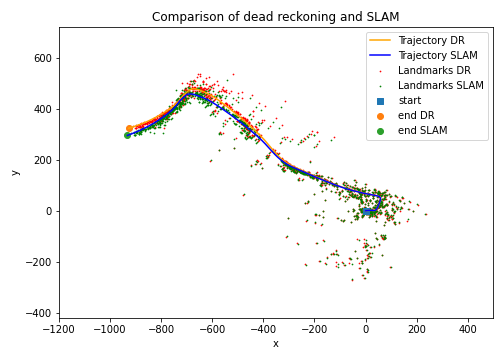 Comparison of dead reckoning and SLAM
Trajectory DR
Trajectory SLAM
Landmarks DR
Landmarks SLAM
start
end DR
end SLAM
y
600
400
200
0
−200
−400
−1200 −1000 −800 −600 −400 −200 0 200 400
x